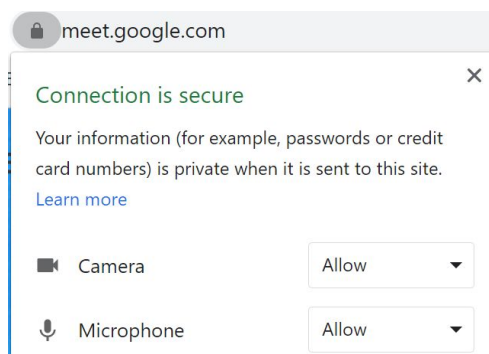 meet.google.com
Connection is secure
Your information (for example, passwords or credit
card numbers) is private when it is sent to this site.
Learn more
Camera Allow
Microphone Allow